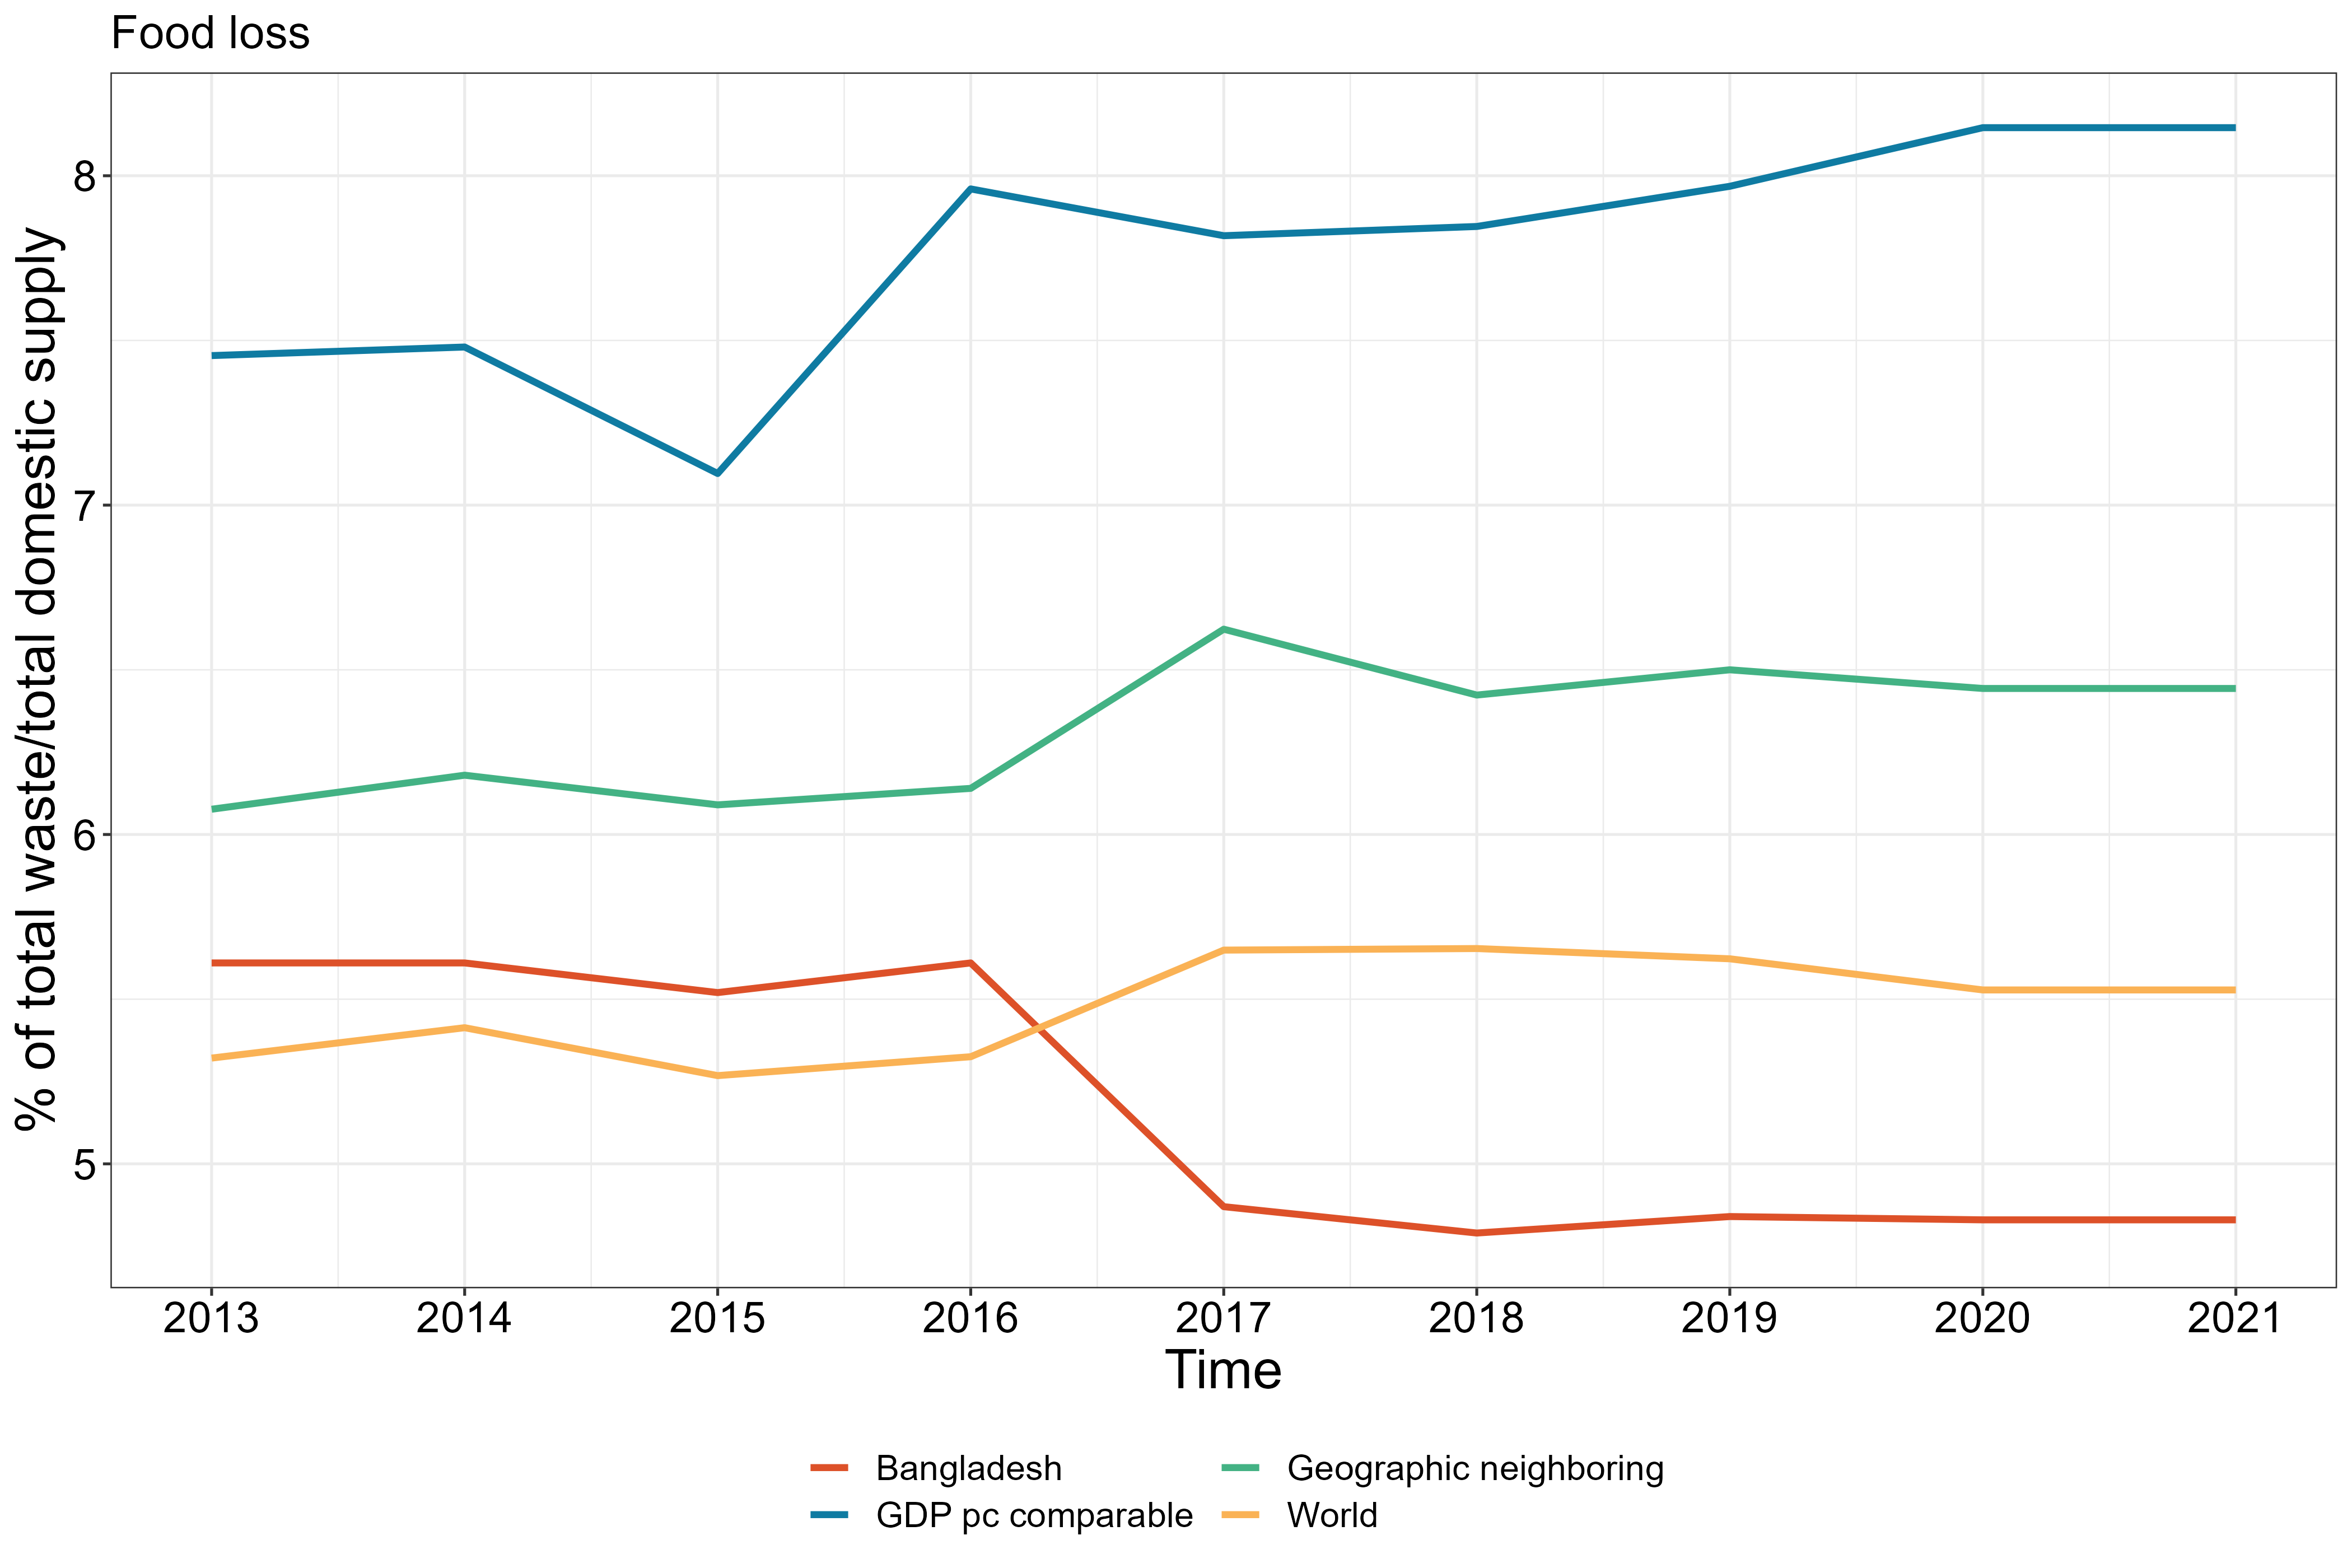 Food loss
% of total waste/total domestic supply
8
7
6
5
2013 2014 2015 2016 2017 2018 2019 2020 2021
Time
Bangladesh Geographic neighboring
GDP pc comparable World